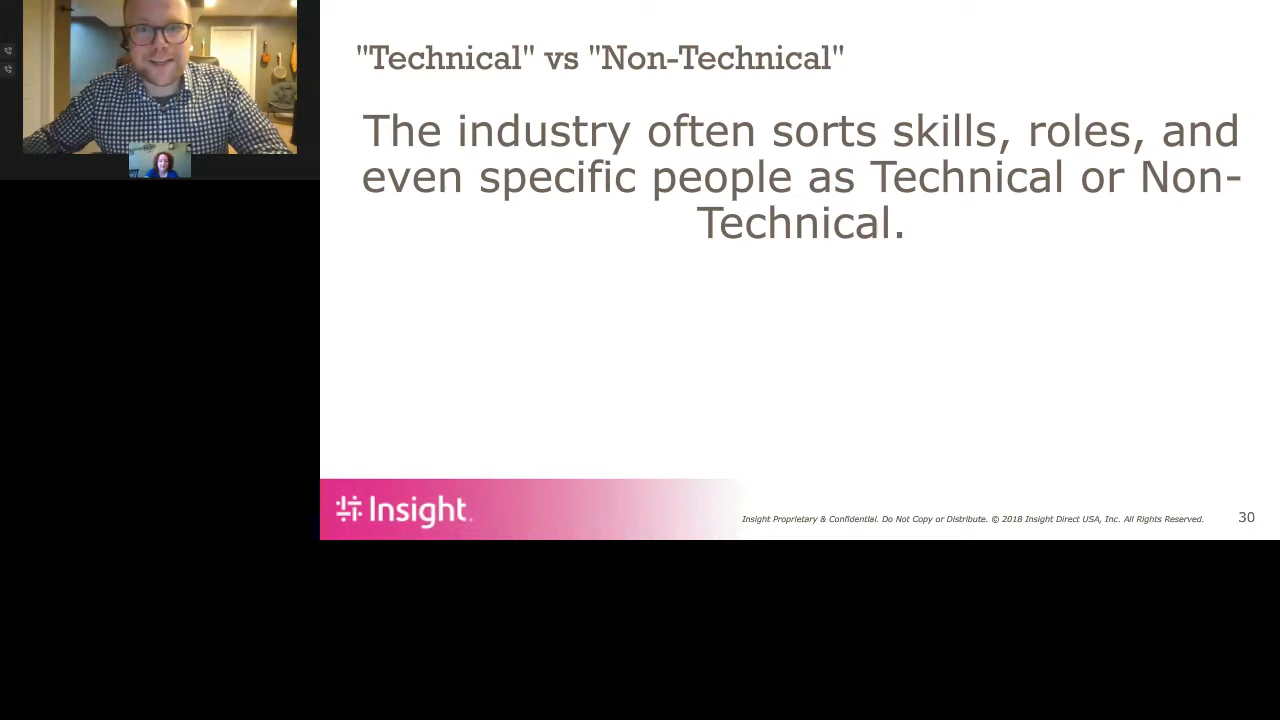 "Technical" vs "Non-Technical"
The industry often sorts skills, roles, and
even specific people as Technical or Non-
Technical.
Insight.
Insight Proprietary & Confidential. Do Not Copy or Distribute. © 2018 Insight Direct USA, Inc. All Rights Reserved.
30